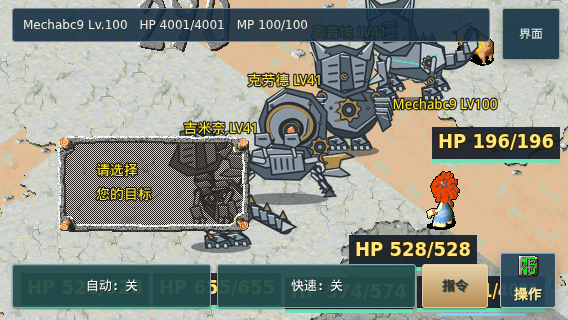 Mechabc9 Lv.100 HP 4001/4001 MP 100/100
界面
克劳德 LV41
Mechabc9 LV100
吉米奈 LV41
HP 196/196
请选择
您的目标
HP 528/528
自动: 关
快速: 关
指令
操作